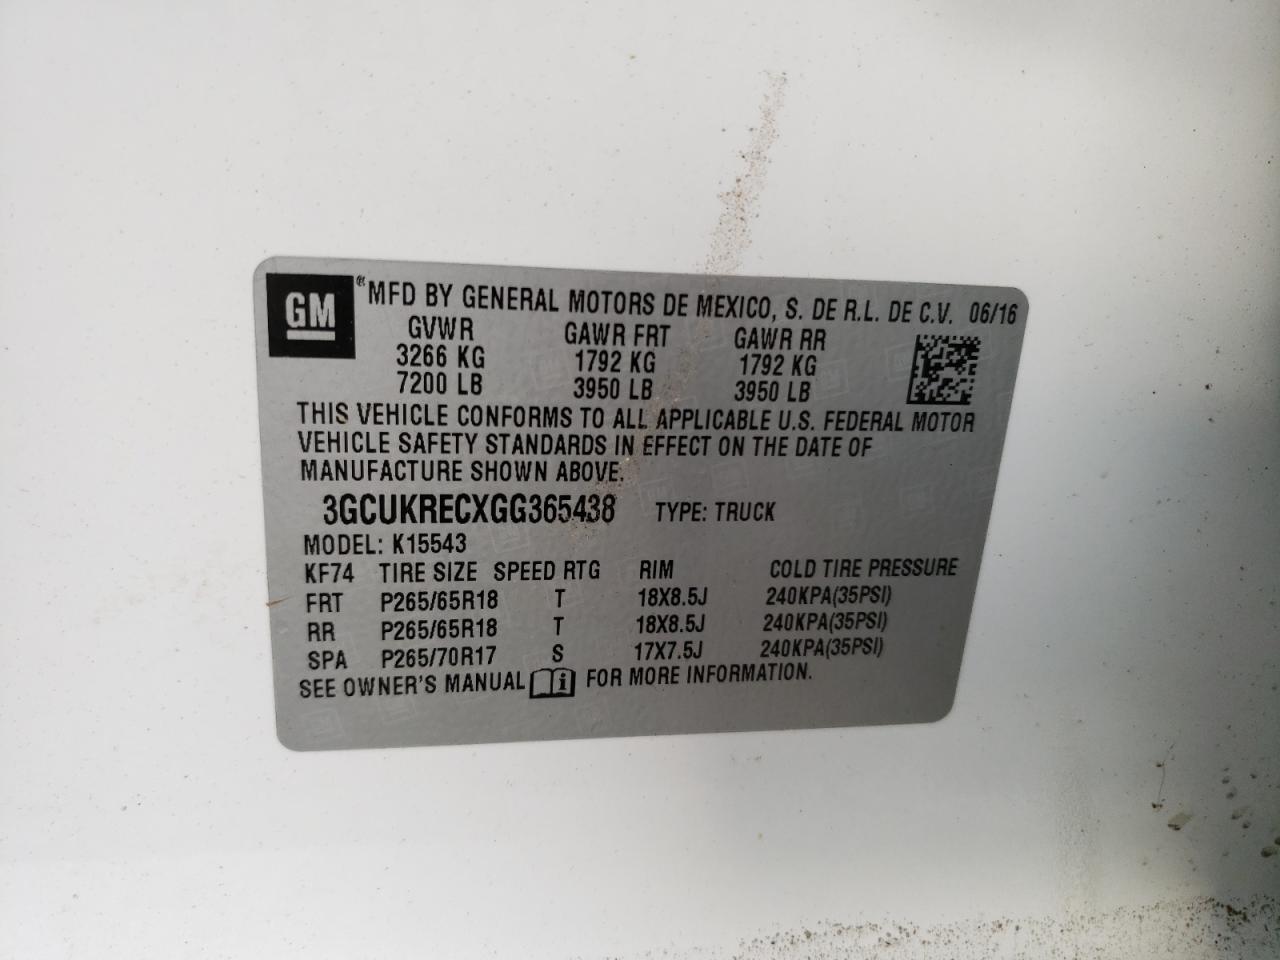 GM ® MFD BY GENERAL MOTORS DE MEXICO, S. DE R.L. DE C.V. 06/16
GVWR GAWR FRT GAWR RR
3266 KG 1792 KG 1792 KG
7200 LB 3950 LB 3950 LB
THIS VEHICLE CONFORMS TO ALL APPLICABLE U.S. FEDERAL MOTOR
VEHICLE SAFETY STANDARDS IN EFFECT ON THE DATE OF
MANUFACTURE SHOWN ABOVE.
3GCUKRECXGG365438 TYPE: TRUCK
MODEL: K15543
KF74 TIRE SIZE SPEED RTG RIM COLD TIRE PRESSURE
FRT P265/65R18 T 18X8.5J 240KPA(35PSI)
RR P265/65R18 T 18X8.5J 240KPA(35PSI)
SPA P265/70R17 S 17X7.5J 240KPA(35PSI)
SEE OWNER'S MANUAL i FOR MORE INFORMATION.